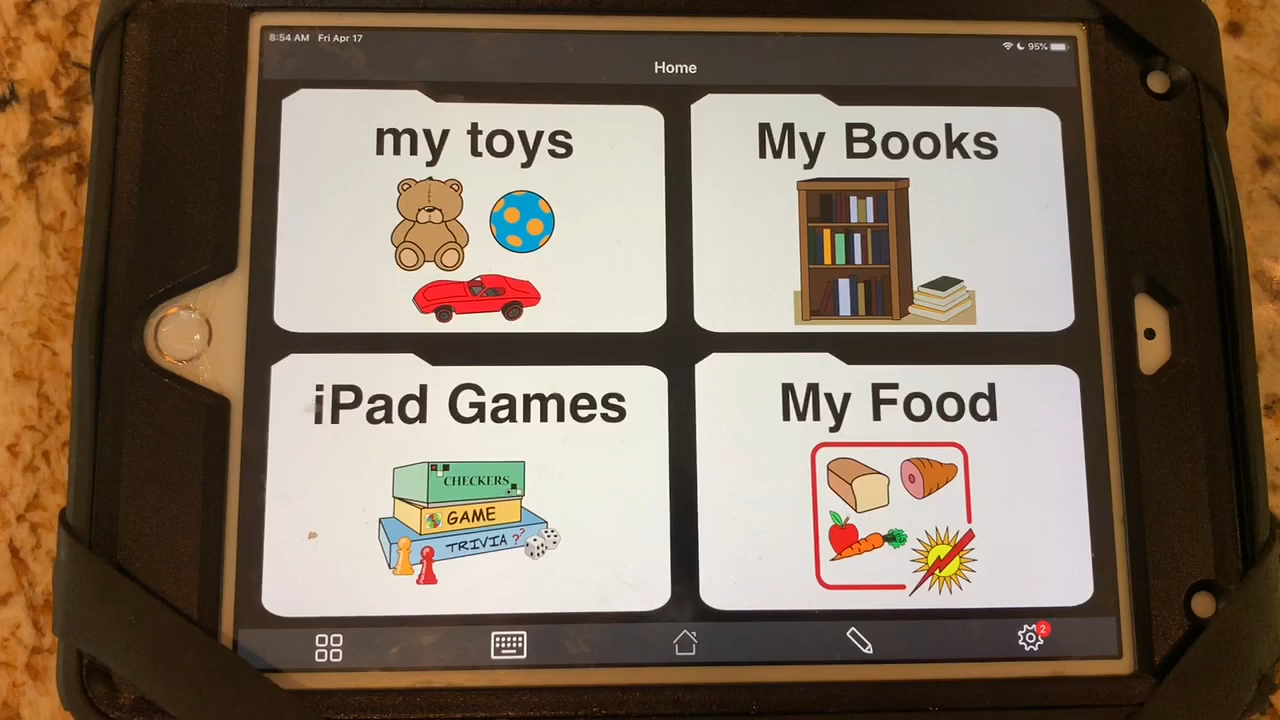 8:54 AM Fri Apr 17
95%
Home
my toys
My Books
iPad Games
My Food
CHECKERS
GAME
TRIVIA ??
2